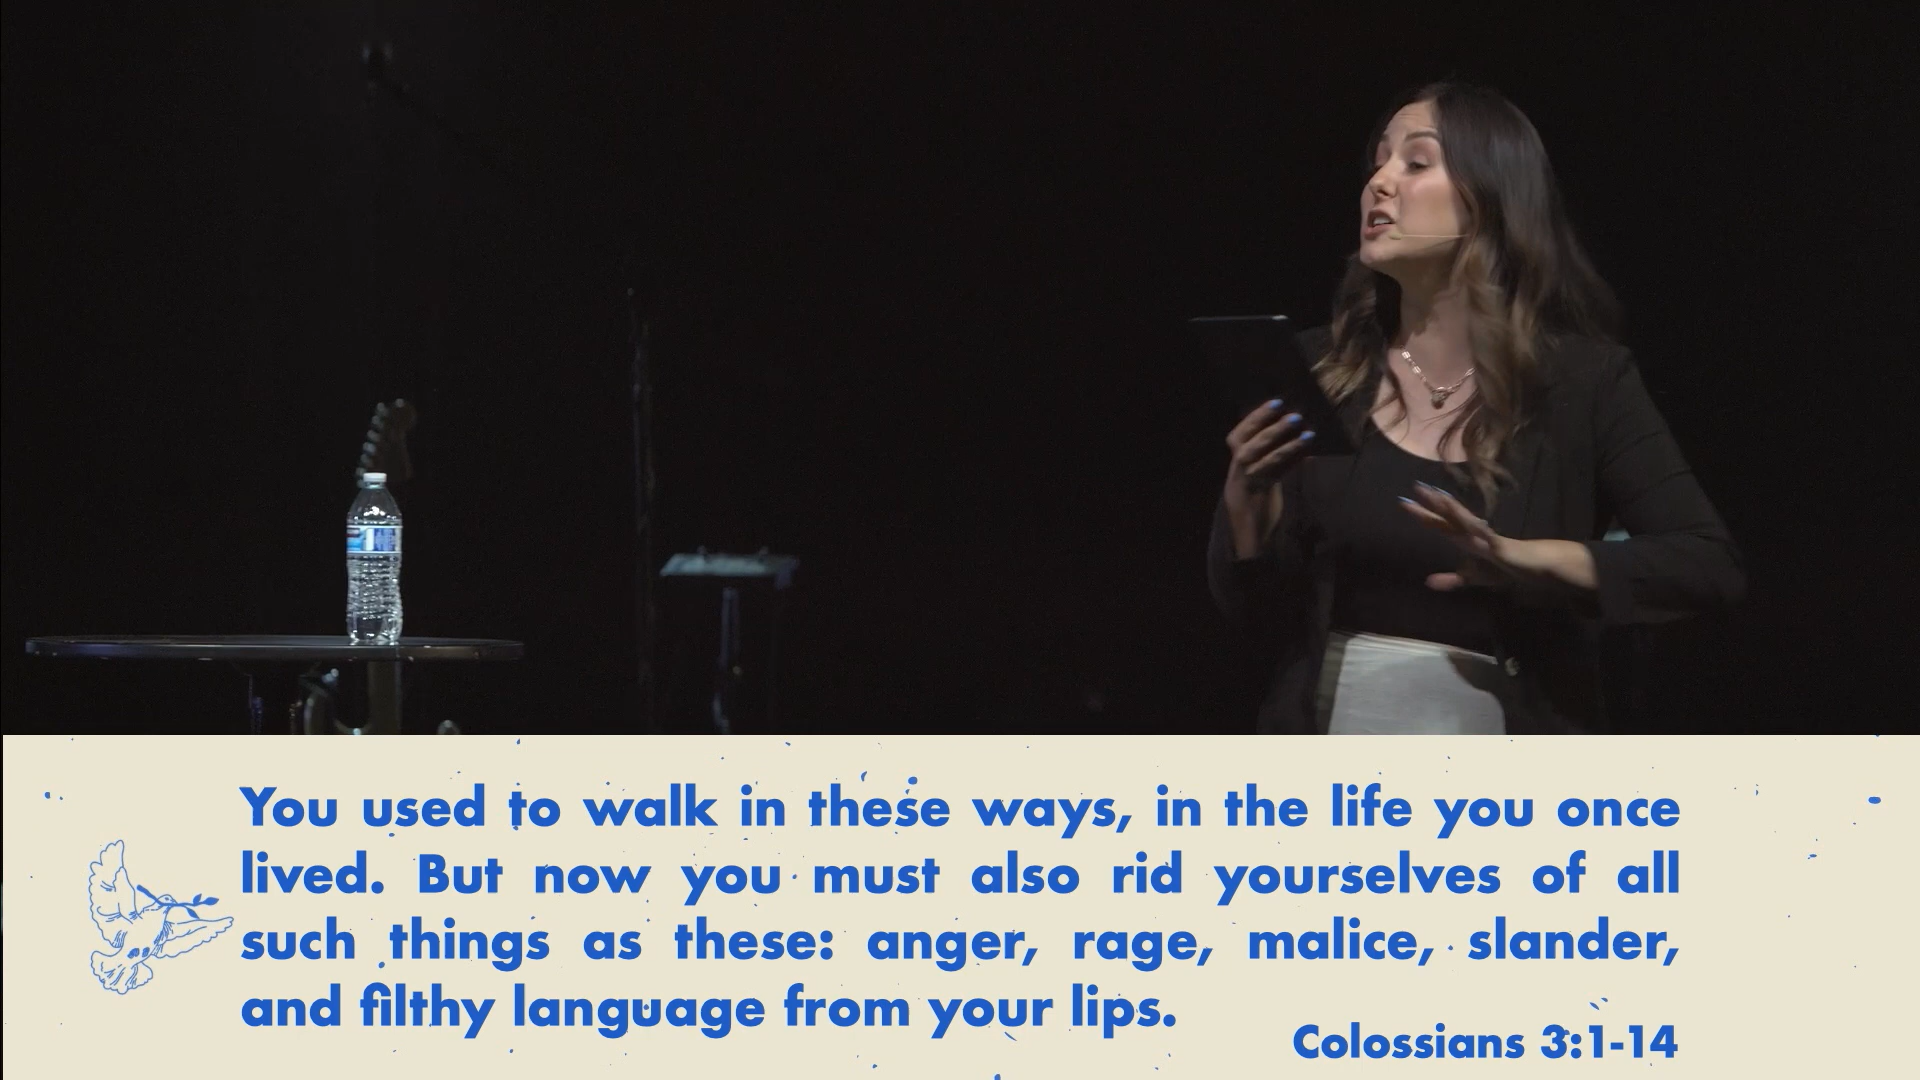 You used to walk in these ways, in the life you once
lived. But now you must also rid yourselves of all
such things as these: anger, rage, malice, slander,
and filthy language from your lips.
Colossians 3:1-14